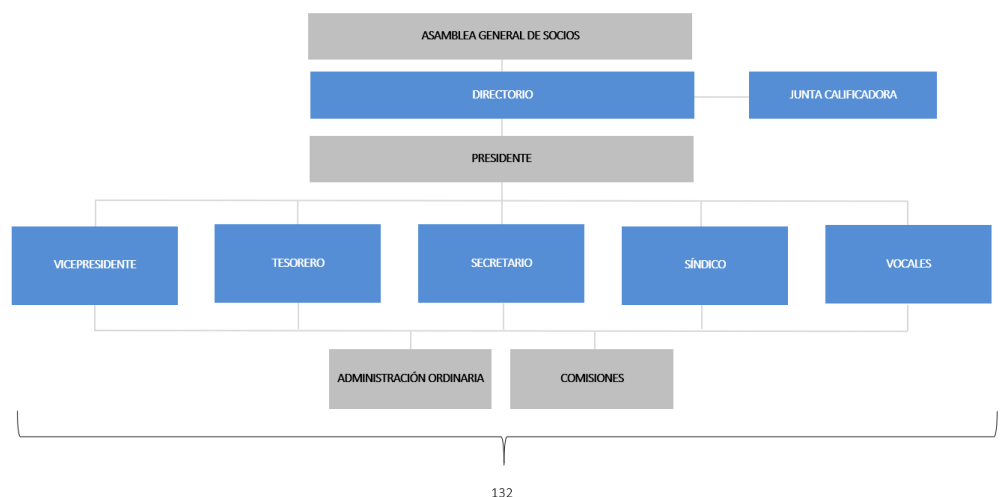 ASAMBLEA GENERAL DE SOCIOS
DIRECTORIO
JUNTA CALIFICADORA
PRESIDENTE
VICEPRESIDENTE
TESORERO
SECRETARIO
SÍNDICO
VOCALES
ADMINISTRACIÓN ORDINARIA
COMISIONES
132